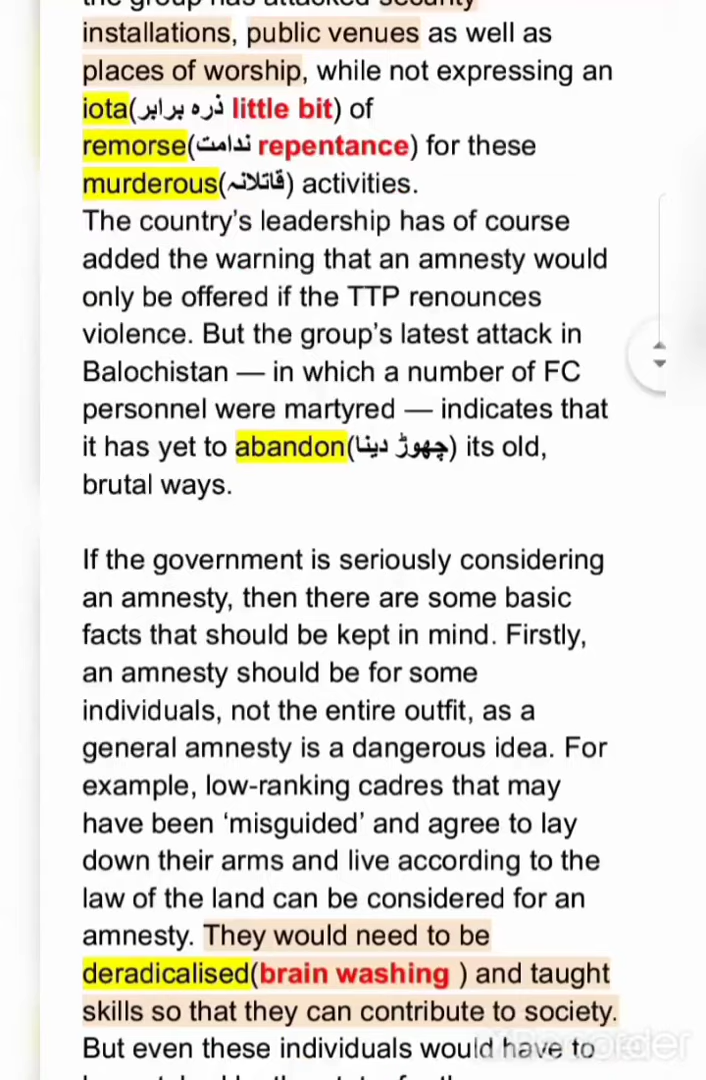 the group has attacked security
installations, public venues as well as
places of worship, while not expressing an
iota(ذرہ برابر little bit) of
remorse(ندامت repentance) for these
murderous(قاتلانہ) activities.
The country's leadership has of course
added the warning that an amnesty would
only be offered if the TTP renounces
violence. But the group's latest attack in
Balochistan — in which a number of FC
personnel were martyred — indicates that
it has yet to abandon(چھوڑ دینا) its old,
brutal ways.
If the government is seriously considering
an amnesty, then there are some basic
facts that should be kept in mind. Firstly,
an amnesty should be for some
individuals, not the entire outfit, as a
general amnesty is a dangerous idea. For
example, low-ranking cadres that may
have been ‘misguided’ and agree to lay
down their arms and live according to the
law of the land can be considered for an
amnesty. They would need to be
deradicalised(brain washing ) and taught
skills so that they can contribute to society.
But even these individuals would have to